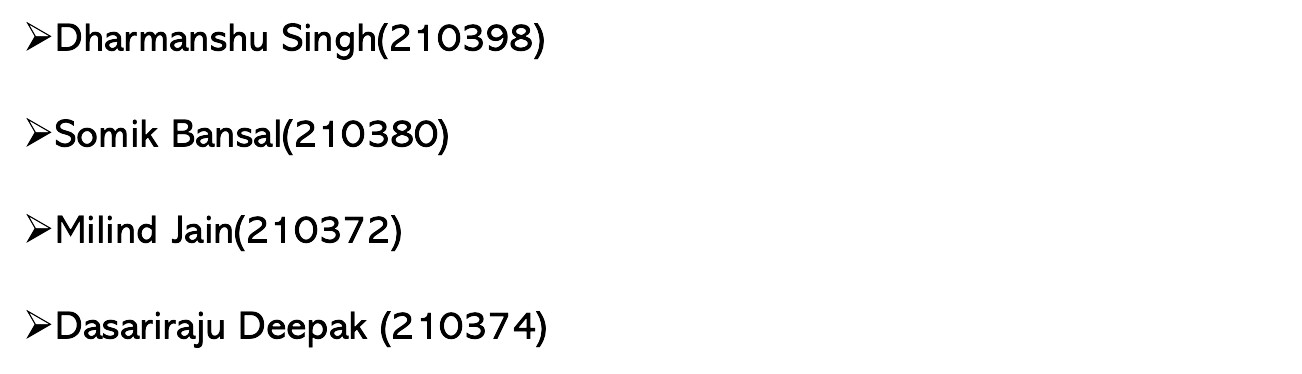 ➢Dharmanshu Singh(210398)
➢Somik Bansal(210380)
➢Milind Jain(210372)
➢Dasariraju Deepak (210374)